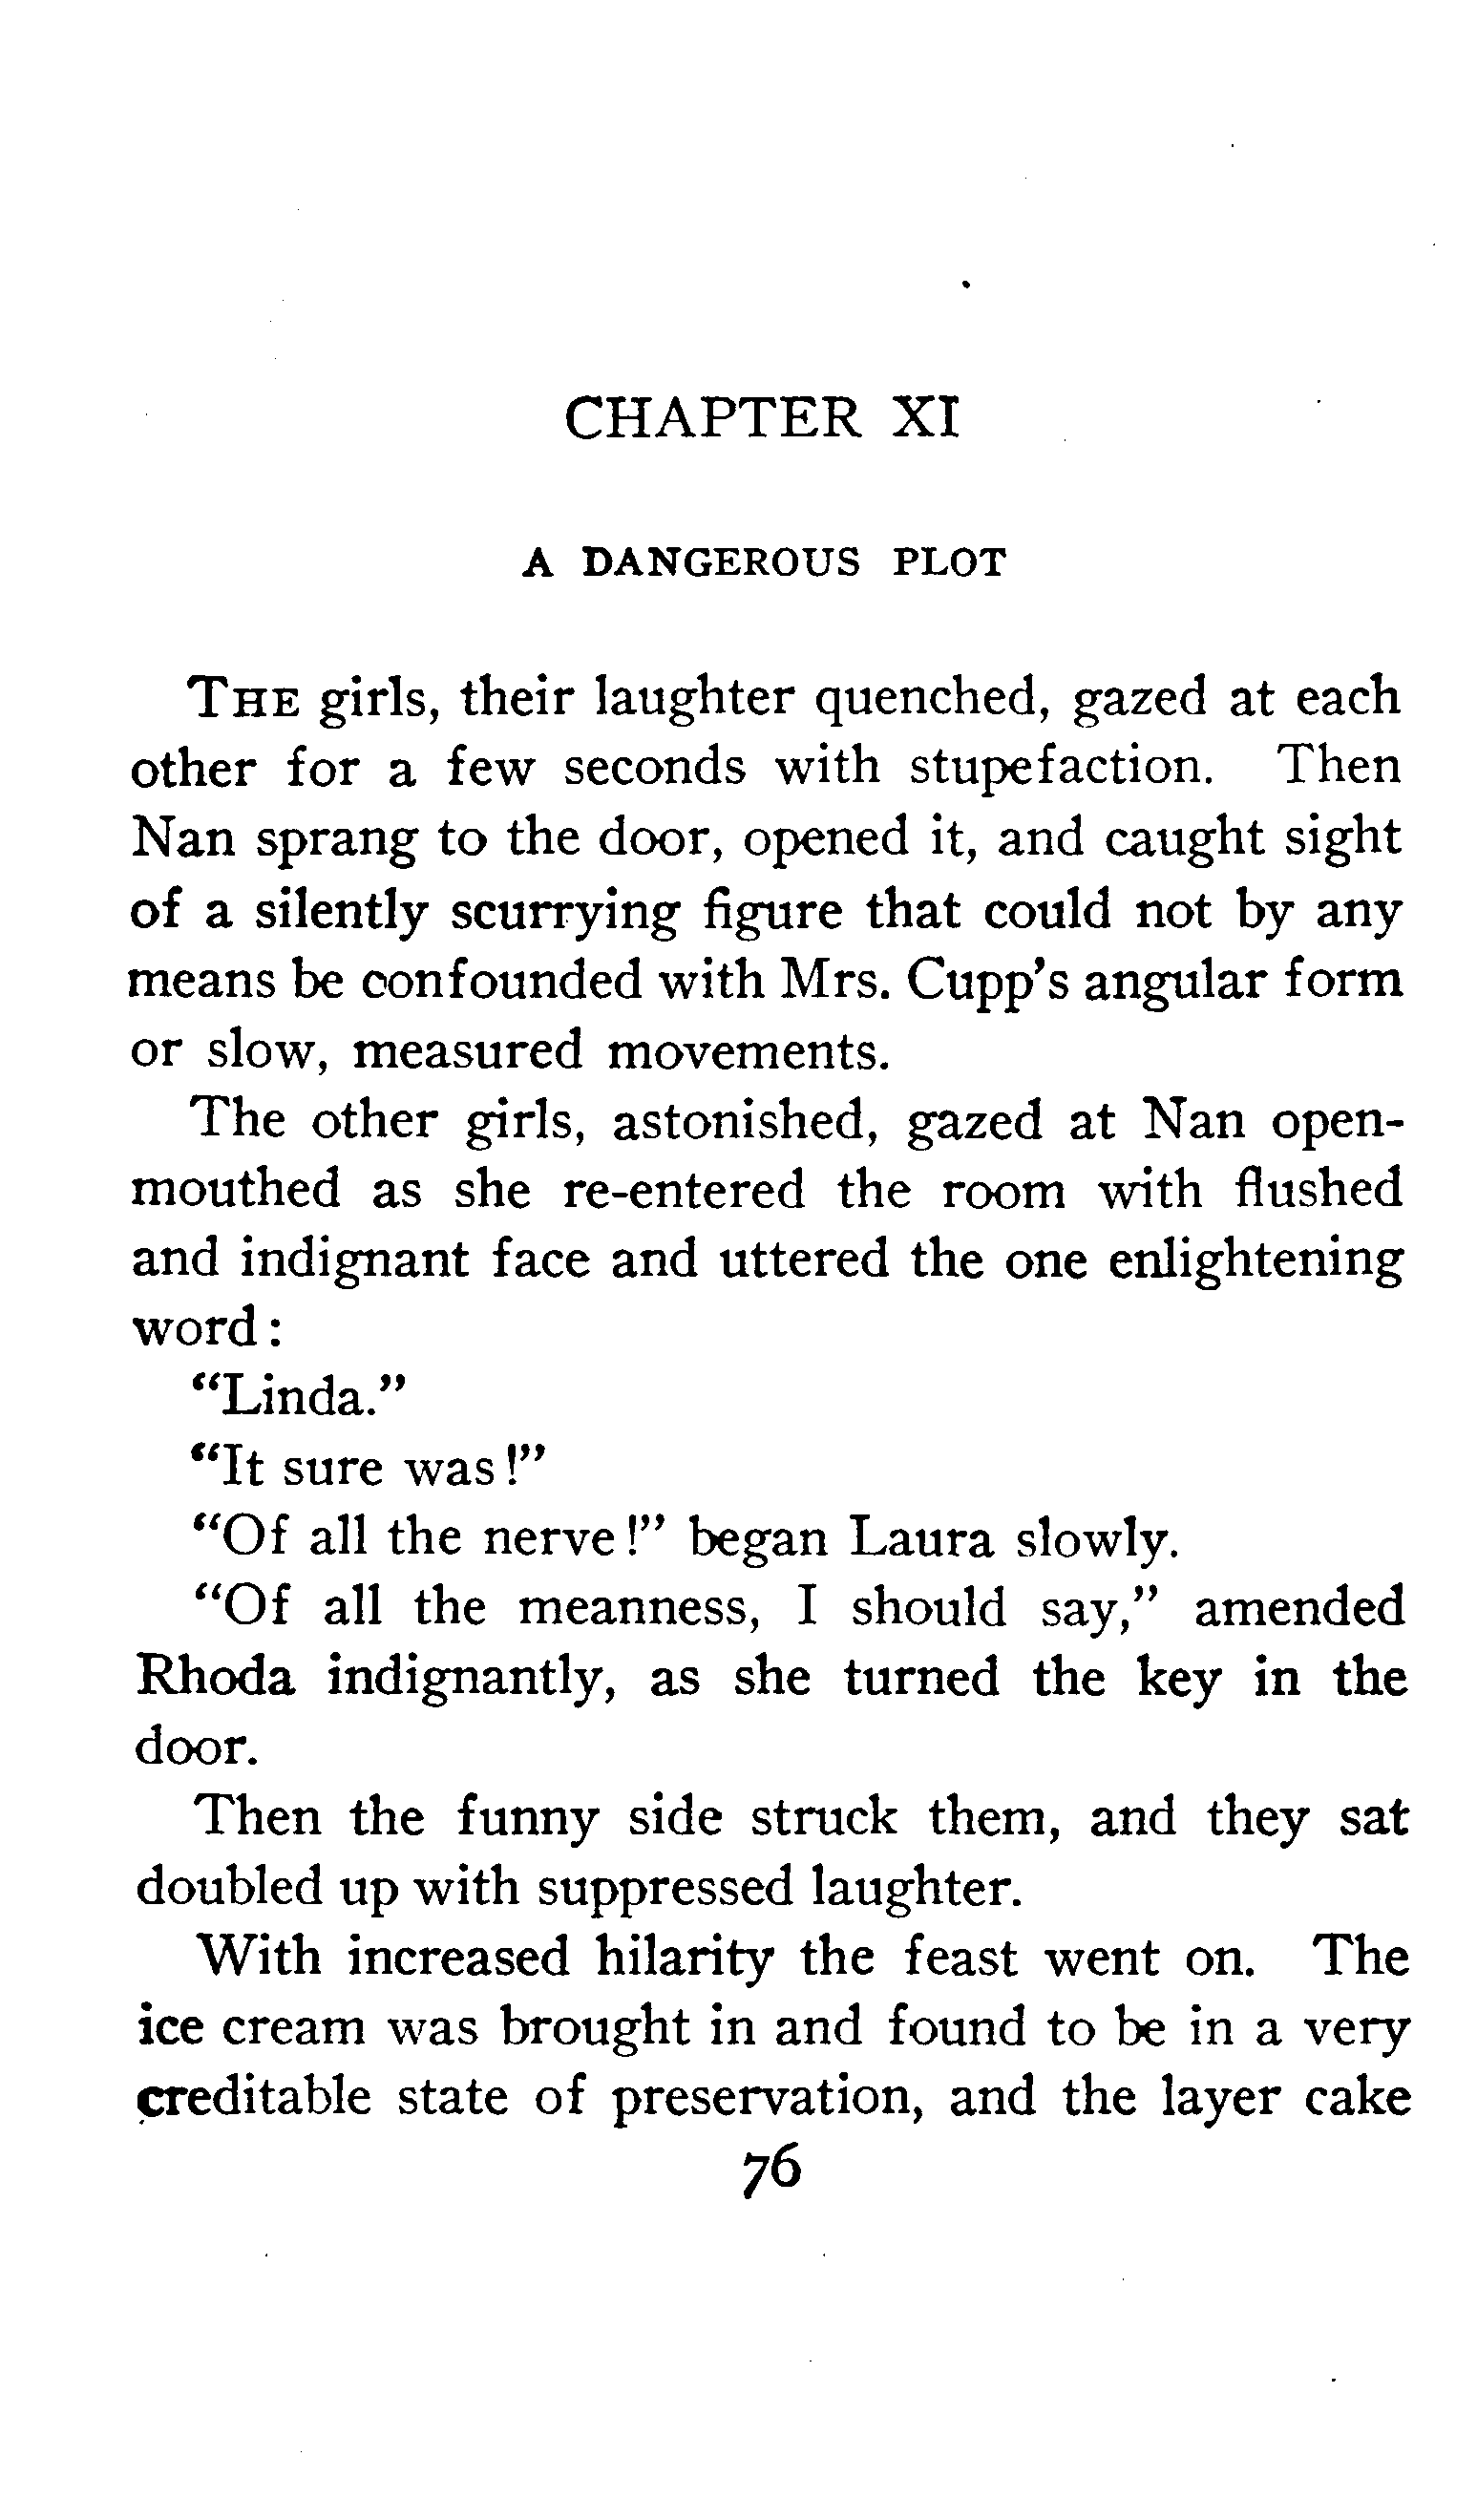 CHAPTER XI
A DANGEROUS PLOT
THE girls, their laughter quenched, gazed at each
other for a few seconds with stupefaction. Then
Nan sprang to the door, opened it, and caught sight
of a silently scurrying figure that could not by any
means be confounded with Mrs. Cupp's angular form
or slow, measured movements.
The other girls, astonished, gazed at Nan open-
mouthed as she re-entered the room with flushed
and indignant face and uttered the one enlightening
word:
"Linda."
"It sure was!"
"Of all the nerve!" began Laura slowly.
"Of all the meanness, I should say," amended
Rhoda indignantly, as she turned the key in the
door.
Then the funny side struck them, and they sat
doubled up with suppressed laughter.
With increased hilarity the feast went on. The
ice cream was brought in and found to be in a very
creditable state of preservation, and the layer cake
76